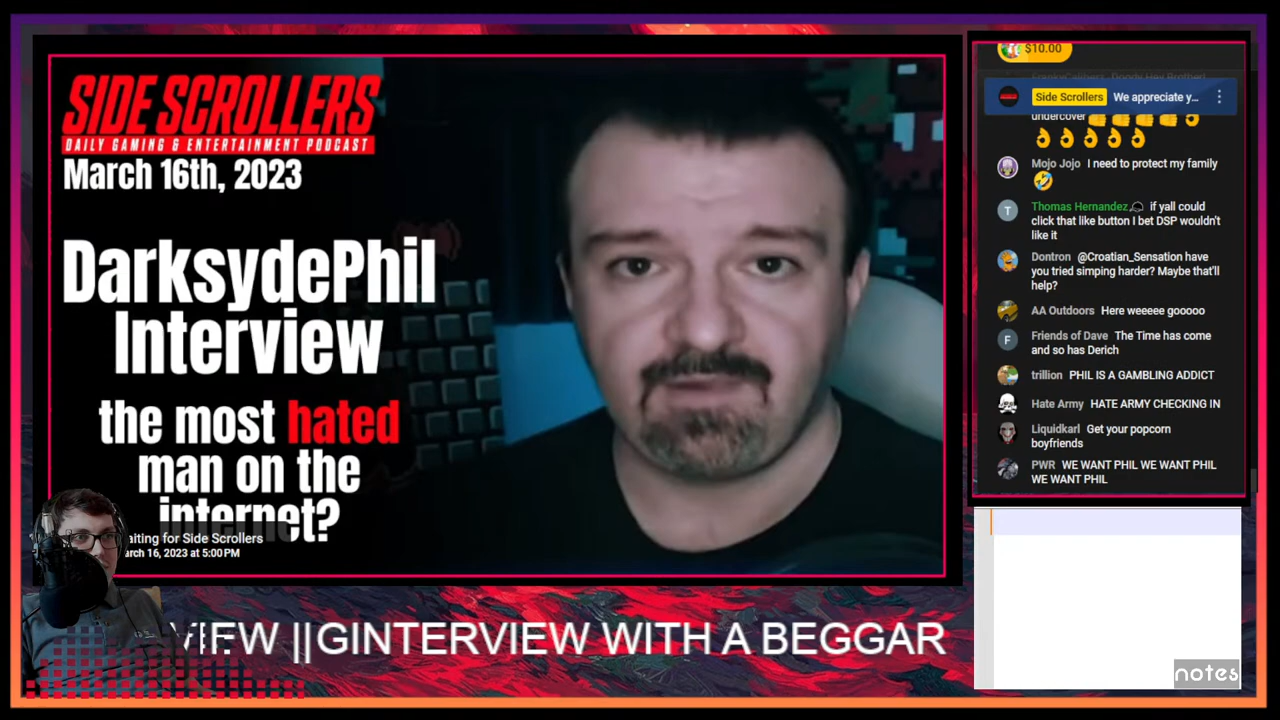 SIDE SCROLLERS
DAILY GAMING & ENTERTAINMENT PODCAST
March 16th, 2023
DarksydePhil
Interview
the most hated
man on the
internet?
aiting for Side Scrollers
arch 16, 2023 at 5:00 PM
VIEW ||GINTERVIEW WITH A BEGGAR
$10.00
Side Scrollers We appreciate y...
undercover
Mojo Jojo I need to protect my family
Thomas Hernandez if yall could
click that like button I bet DSP wouldn't
like it
Dontron @Croatian_Sensation have
you tried simping harder? Maybe that'll
help?
AA Outdoors Here weeeee gooooo
Friends of Dave The Time has come
and so has Derich
trillion PHIL IS A GAMBLING ADDICT
Hate Army HATE ARMY CHECKING IN
Liquidkarl Get your popcorn
boyfriends
PWR WE WANT PHIL WE WANT PHIL
WE WANT PHIL
T
F
notes